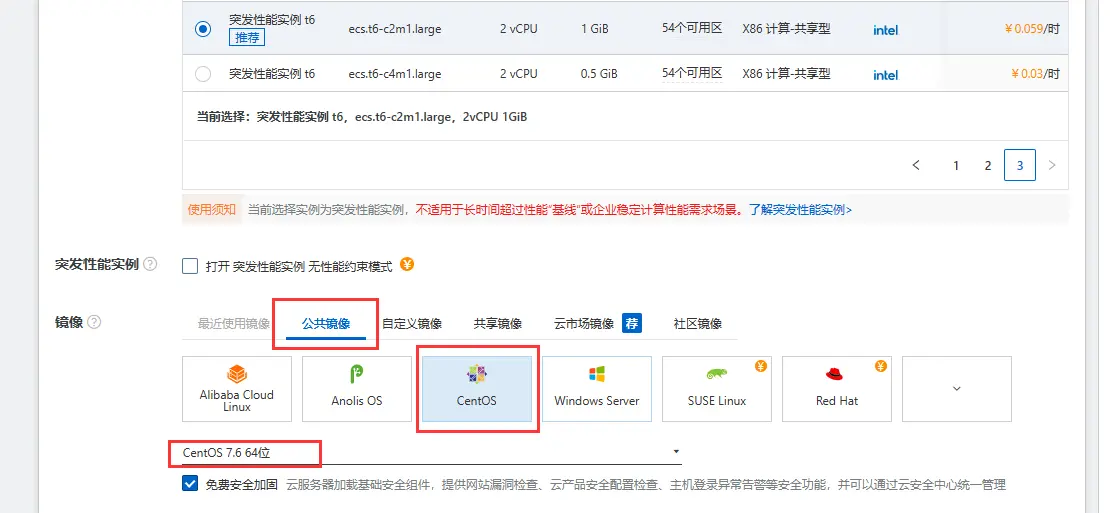 突发性能实例 t6 ecs.t6-c2m1.large 2 vCPU 1 GiB 54个可用区 X86 计算-共享型 intel ¥ 0.059/时
推荐
突发性能实例 t6 ecs.t6-c4m1.large 2 vCPU 0.5 GiB 54个可用区 X86 计算-共享型 intel ¥ 0.03/时
当前选择：突发性能实例 t6，ecs.t6-c2m1.large，2vCPU 1GiB
< 1 2 3 >
使用须知 当前选择实例为突发性能实例，不适用于长时间超过性能“基线”或企业稳定计算性能需求场景。了解突发性能实例>
突发性能实例 ? 打开 突发性能实例 无性能约束模式 ¥
镜像 ? 最近使用镜像 公共镜像 自定义镜像 共享镜像 云市场镜像 荐 社区镜像
Alibaba Cloud
Linux
Anolis OS
CentOS
Windows Server
¥
SUSE Linux
¥
Red Hat
CentOS 7.6 64位
免费安全加固 云服务器加载基础安全组件，提供网站漏洞检查、云产品安全配置检查、主机登录异常告警等安全功能，并可以通过云安全中心统一管理